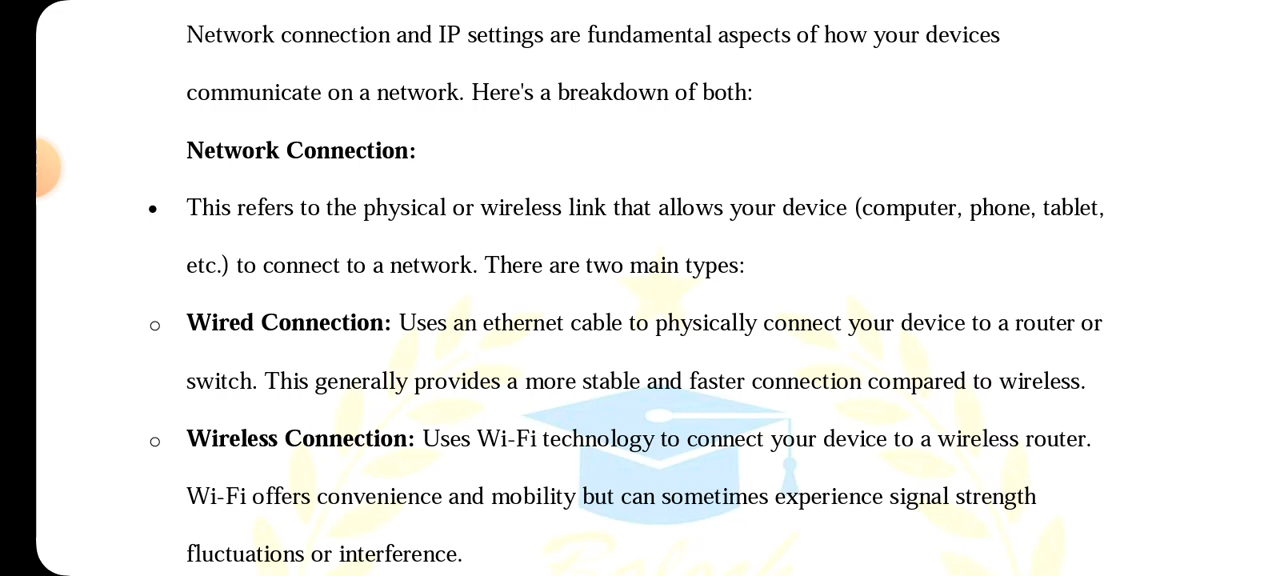 Network connection and IP settings are fundamental aspects of how your devices
communicate on a network. Here's a breakdown of both:
Network Connection:
• This refers to the physical or wireless link that allows your device (computer, phone, tablet,
etc.) to connect to a network. There are two main types:
○ Wired Connection: Uses an ethernet cable to physically connect your device to a router or
switch. This generally provides a more stable and faster connection compared to wireless.
○ Wireless Connection: Uses Wi-Fi technology to connect your device to a wireless router.
Wi-Fi offers convenience and mobility but can sometimes experience signal strength
fluctuations or interference.